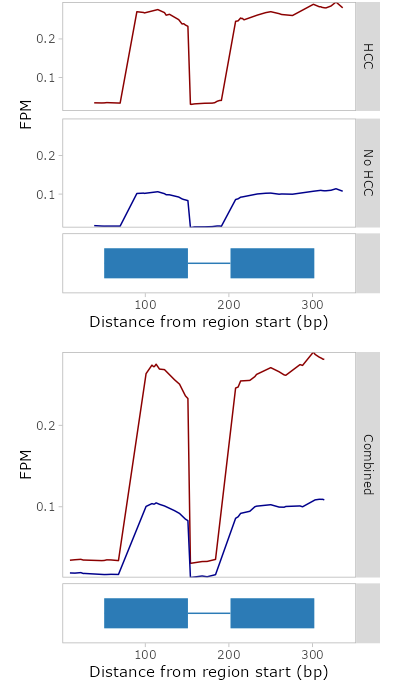 0.2
0.1
HCC
FPM
0.2
0.1
No HCC
100 200 300
Distance from region start (bp)
0.2
FPM
0.1
Combined
100 200 300
Distance from region start (bp)